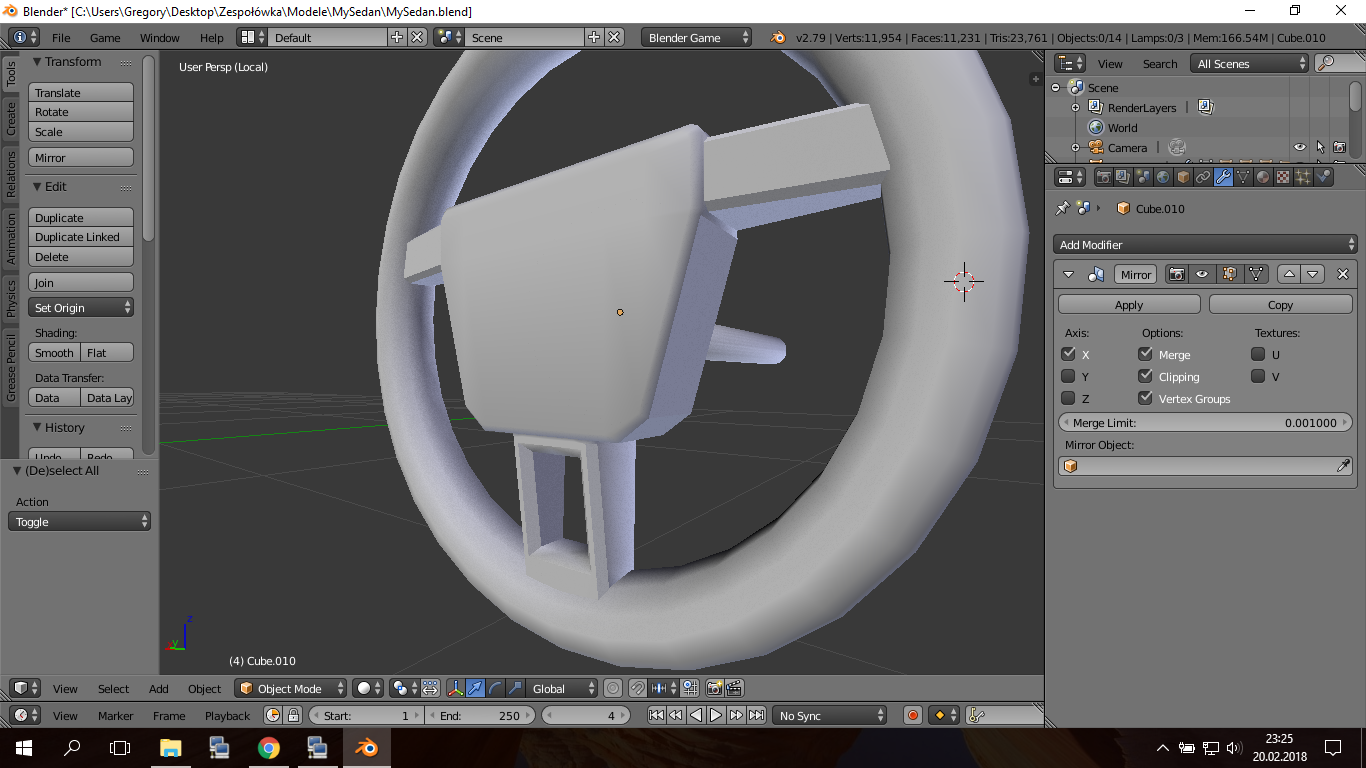 Blender* [C:\Users\Gregory\Desktop\Zespołówka\Modele\MySedan\MySedan.blend]
File Game Window Help Default Scene Blender Game v2.79 | Verts:11,954 | Faces:11,231 | Tris:23,761 | Objects:0/14 | Lamps:0/3 | Mem:166.54M | Cube.010
Tools
Create
Relations
Animation
Physics
Grease Pencil
Transform
Translate
Rotate
Scale
Mirror
Edit
Duplicate
Duplicate Linked
Delete
Join
Set Origin
Shading:
Smooth Flat
Data Transfer:
Data Data Lay
History
Undo Redo
(De)select All
Action
Toggle
User Persp (Local)
z
y
(4) Cube.010
View Search All Scenes
Scene
RenderLayers |
World
Camera |
Cube.010
Add Modifier
Mirror
Apply Copy
Axis: Options: Textures:
X Merge U
Y Clipping V
Z Vertex Groups
Merge Limit: 0.001000
Mirror Object:
View Select Add Object Object Mode Global
View Marker Frame Playback Start: 1 End: 250 4 No Sync
23:25
20.02.2018